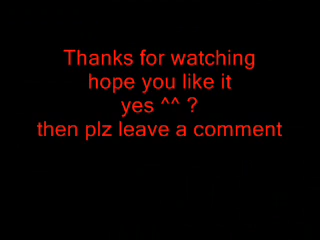 Thanks for watching
hope you like it
yes ^^ ?
then plz leave a comment